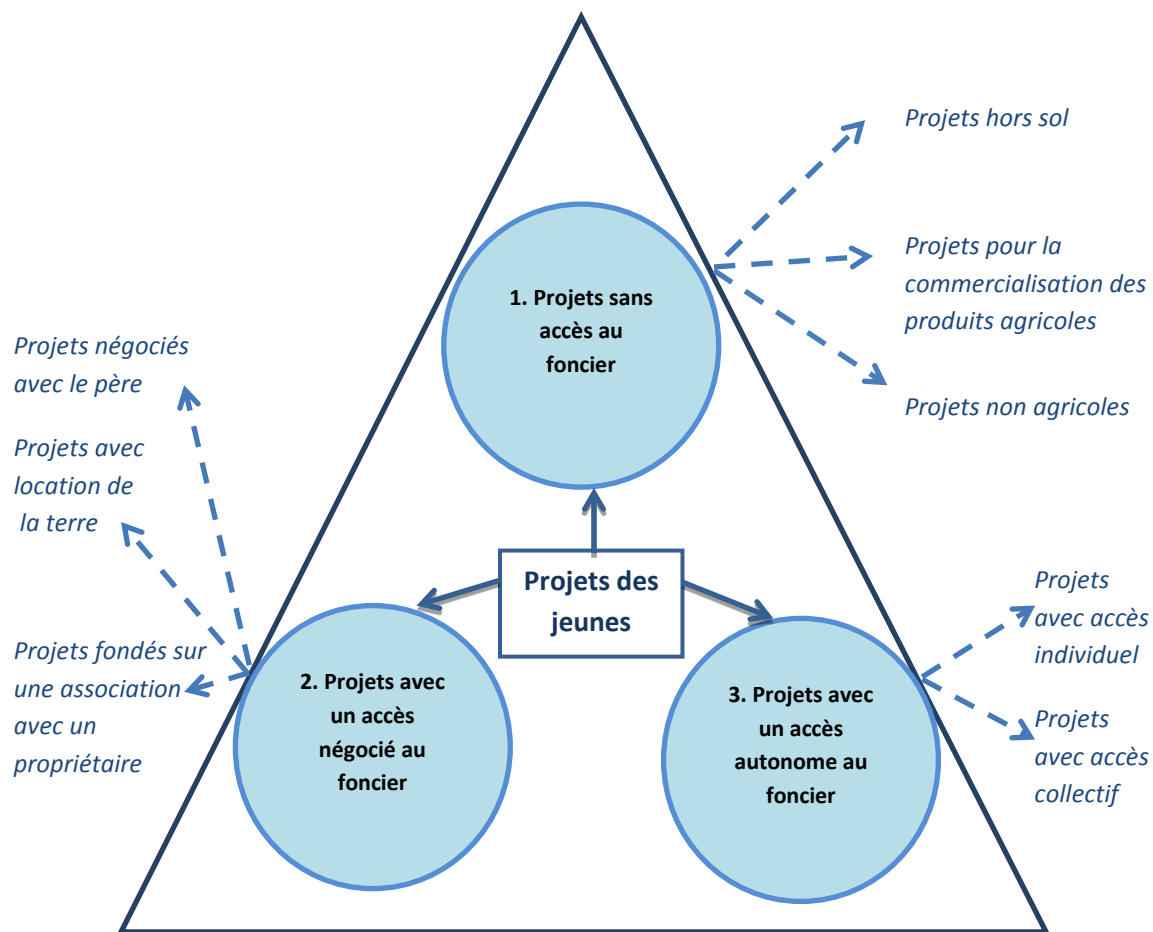 Projets hors sol
Projets pour la
commercialisation des
produits agricoles
Projets non agricoles
1. Projets sans
accès au
foncier
Projets négociés
avec le père
Projets avec
location de
la terre
Projets fondés sur
une association
avec un
propriétaire
Projets des
jeunes
2. Projets avec
un accès
négocié au
foncier
3. Projets avec
un accès
autonome au
foncier
Projets
avec accès
individuel
Projets
avec accès
collectif